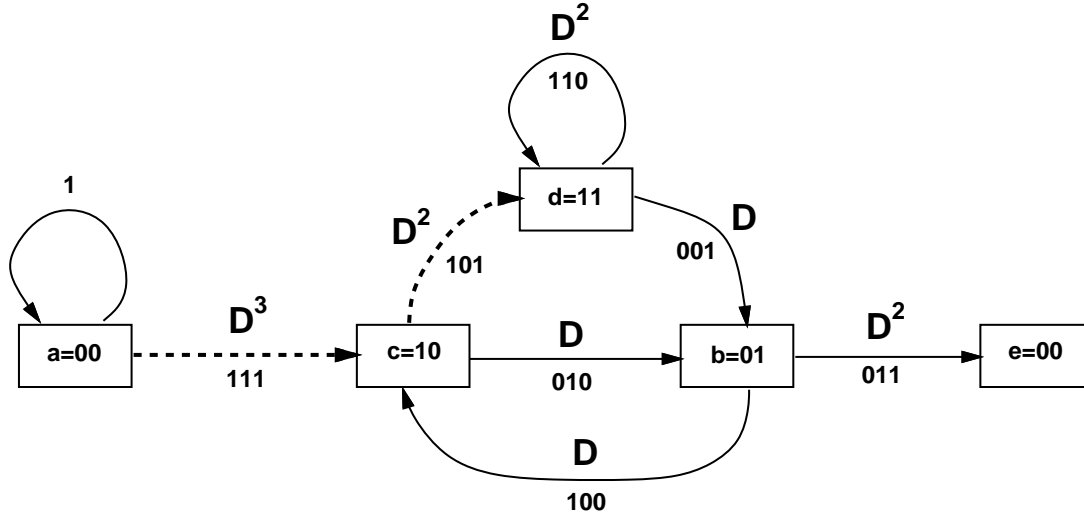 D²
110
1
d=11
D²
101
D
001
D³
111
a=00
c=10
D
010
b=01
D²
011
e=00
D
100